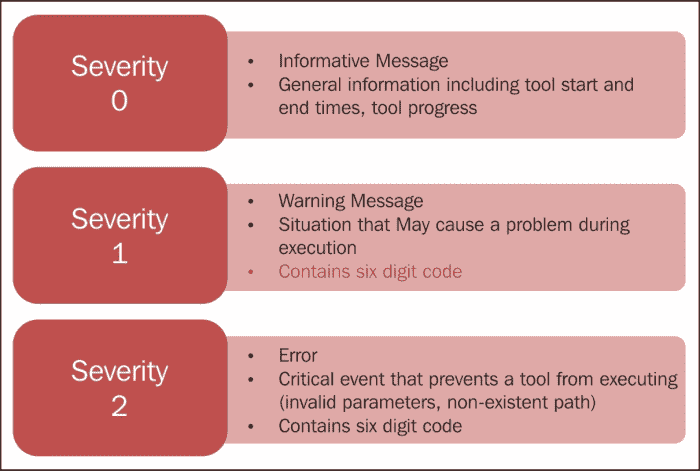 Severity
0
• Informative Message
• General information including tool start and
end times, tool progress
Severity
1
• Warning Message
• Situation that May cause a problem during
execution
• Contains six digit code
Severity
2
• Error
• Critical event that prevents a tool from executing
(invalid parameters, non-existent path)
• Contains six digit code